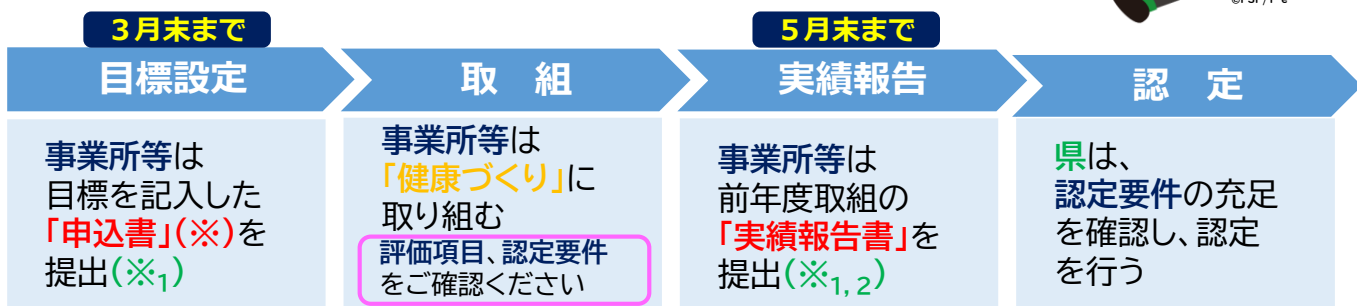 ©PSP/Pc
3月末まで
目標設定
事業所等は
目標を記入した
「申込書」(※)を
提出(※1)
取 組
事業所等は
「健康づくり」に
取り組む
評価項目、認定要件
をご確認ください
5月末まで
実績報告
事業所等は
前年度取組の
「実績報告書」を
提出(※1, 2)
認 定
県は、
認定要件の充足
を確認し、認定
を行う